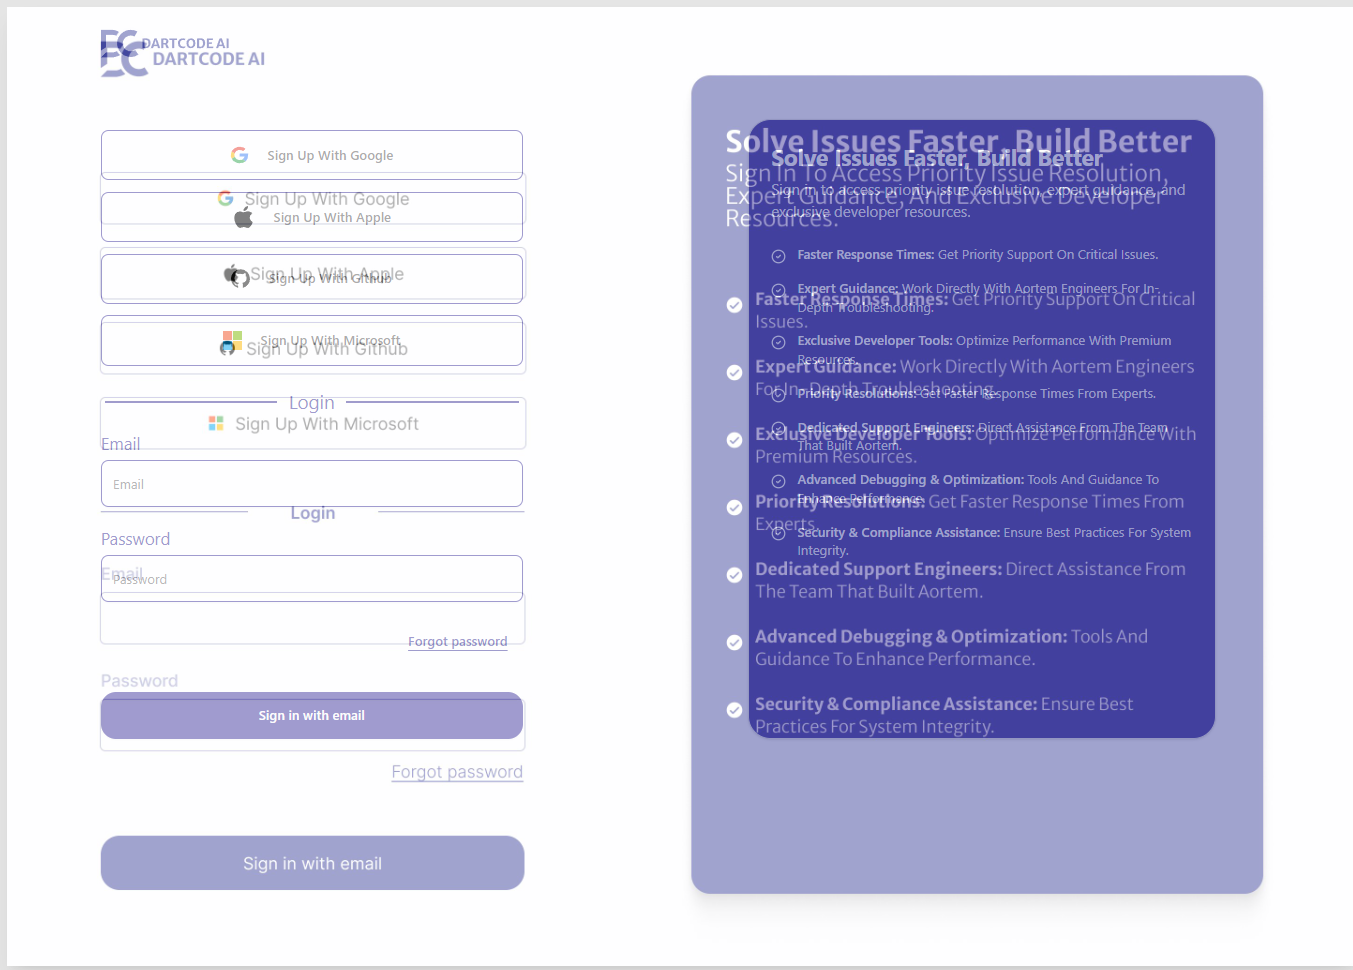 DARTCODE AI
DARTCODE AI
Sign Up With Google
Sign Up With Google
Sign Up With Apple
Sign Up With Apple
Sign Up With Github
Sign Up With Microsoft
Sign Up With Github
Login
Sign Up With Microsoft
Email
Email
Login
Password
Email
Password
Forgot password
Password
Sign in with email
Forgot password
Sign in with email
Solve Issues Faster, Build Better
Sign In To Access Priority Issue Resolution,
Expert Guidance, And Exclusive Developer
Resources.
Faster Response Times: Get Priority Support On Critical
Issues.
Expert Guidance: Work Directly With Aortem Engineers
For In-Depth Troubleshooting.
Exclusive Developer Tools: Optimize Performance With
Premium Resources.
Priority Resolutions: Get Faster Response Times From
Experts.
Dedicated Support Engineers: Direct Assistance From
The Team That Built Aortem.
Advanced Debugging & Optimization: Tools And
Guidance To Enhance Performance.
Security & Compliance Assistance: Ensure Best
Practices For System Integrity.
Solve Issues Faster, Build Better
Sign in to access priority issue resolution, expert guidance, and
exclusive developer resources.
Faster Response Times: Get Priority Support On Critical Issues.
Expert Guidance: Work Directly With Aortem Engineers For In-
Depth Troubleshooting.
Exclusive Developer Tools: Optimize Performance With Premium
Resources.
Priority Resolutions: Get Faster Response Times From Experts.
Dedicated Support Engineers: Direct Assistance From The Team
That Built Aortem.
Advanced Debugging & Optimization: Tools And Guidance To
Enhance Performance.
Security & Compliance Assistance: Ensure Best Practices For System
Integrity.